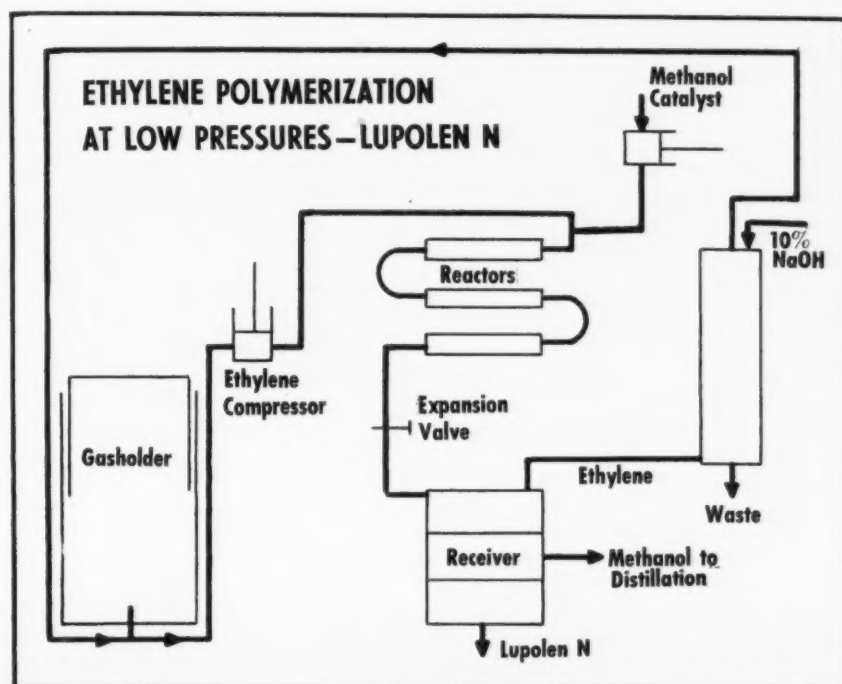 ETHYLENE POLYMERIZATION
AT LOW PRESSURES—LUPOLEN N
Methanol
Catalyst
10%
NaOH
Reactors
Ethylene
Compressor
Expansion
Valve
Gasholder
Ethylene
Waste
Receiver
Methanol to
Distillation
Lupolen N